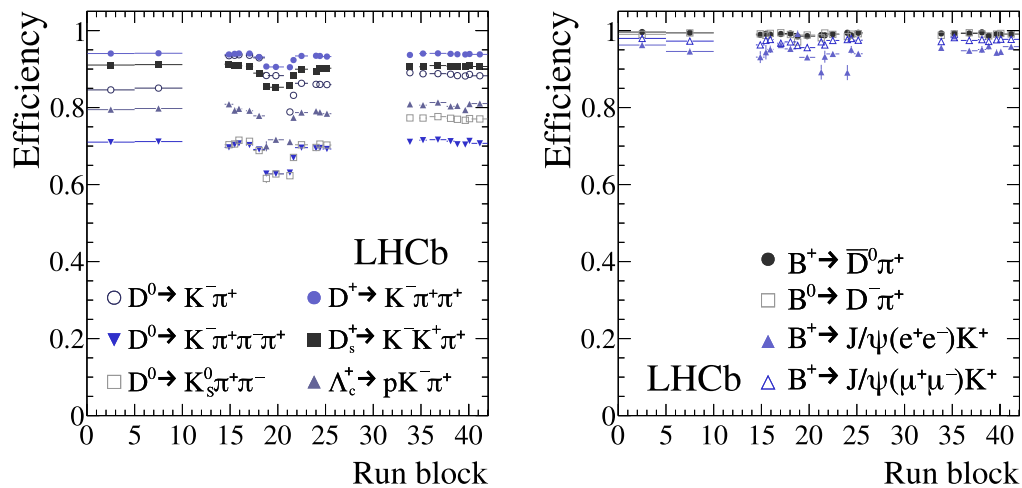 Efficiency
1
0.8
0.6
0.4
0.2
0
0 5 10 15 20 25 30 35 40
Run block
LHCb
D⁰→ K⁻π⁺
D⁰→ K⁻π⁺π⁻π⁺
D⁰→ K⁰ₛπ⁺π⁻
D⁺→ K⁻π⁺π⁺
D⁺ₛ→ K⁻K⁺π⁺
Λ⁺c→ pK⁻π⁺
Efficiency
1
0.8
0.6
0.4
0.2
0
0 5 10 15 20 25 30 35 40
Run block
LHCb
B⁺→ D̅⁰π⁺
B⁰→ D⁻π⁺
B⁺→ J/ψ(e⁺e⁻)K⁺
B⁺→ J/ψ(μ⁺μ⁻)K⁺